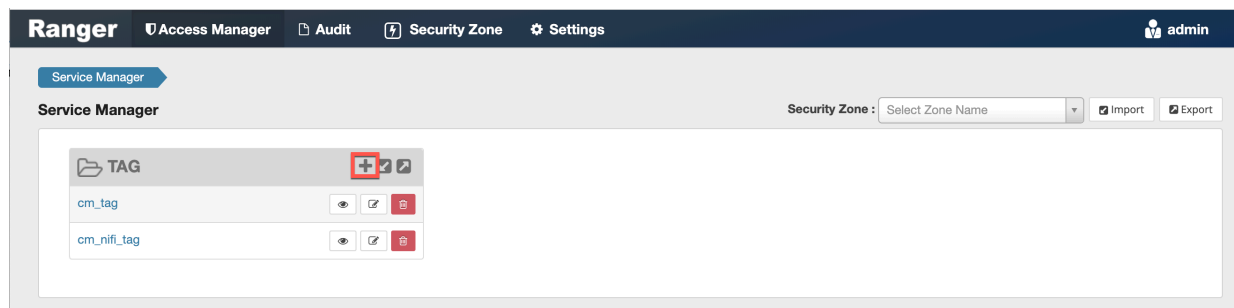 Ranger Access Manager Audit Security Zone Settings admin
Service Manager
Service Manager Security Zone : Select Zone Name Import Export
TAG
cm_tag
cm_nifi_tag